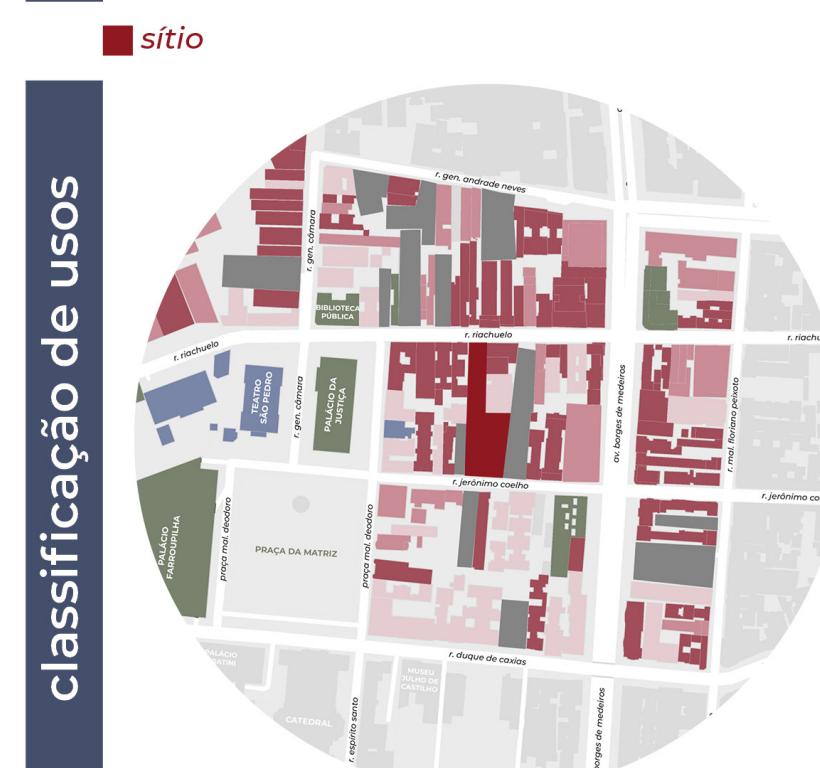 sítio
classificação de usos
r. gen. andrade neves
r. gen. câmara
BIBLIOTECA
PÚBLICA
r. riachuelo
r. riachu
r. riachuelo
TEATRO
SÃO PEDRO
r. gen. câmara
PALÁCIO DA
JUSTIÇA
av. borges de medeiros
r. mal. floriano peixoto
r. jerônimo coelho
r. jerônimo co
PALÁCIO
FARROUPILHA
praça mal. deodoro
PRAÇA DA MATRIZ
praça mal. deodoro
r. duque de caxias
PALÁCIO
RATINI
MUSEU
JULHO DE
CASTILHO
CATEDRAL
r. espírito santo
borges de medeiros